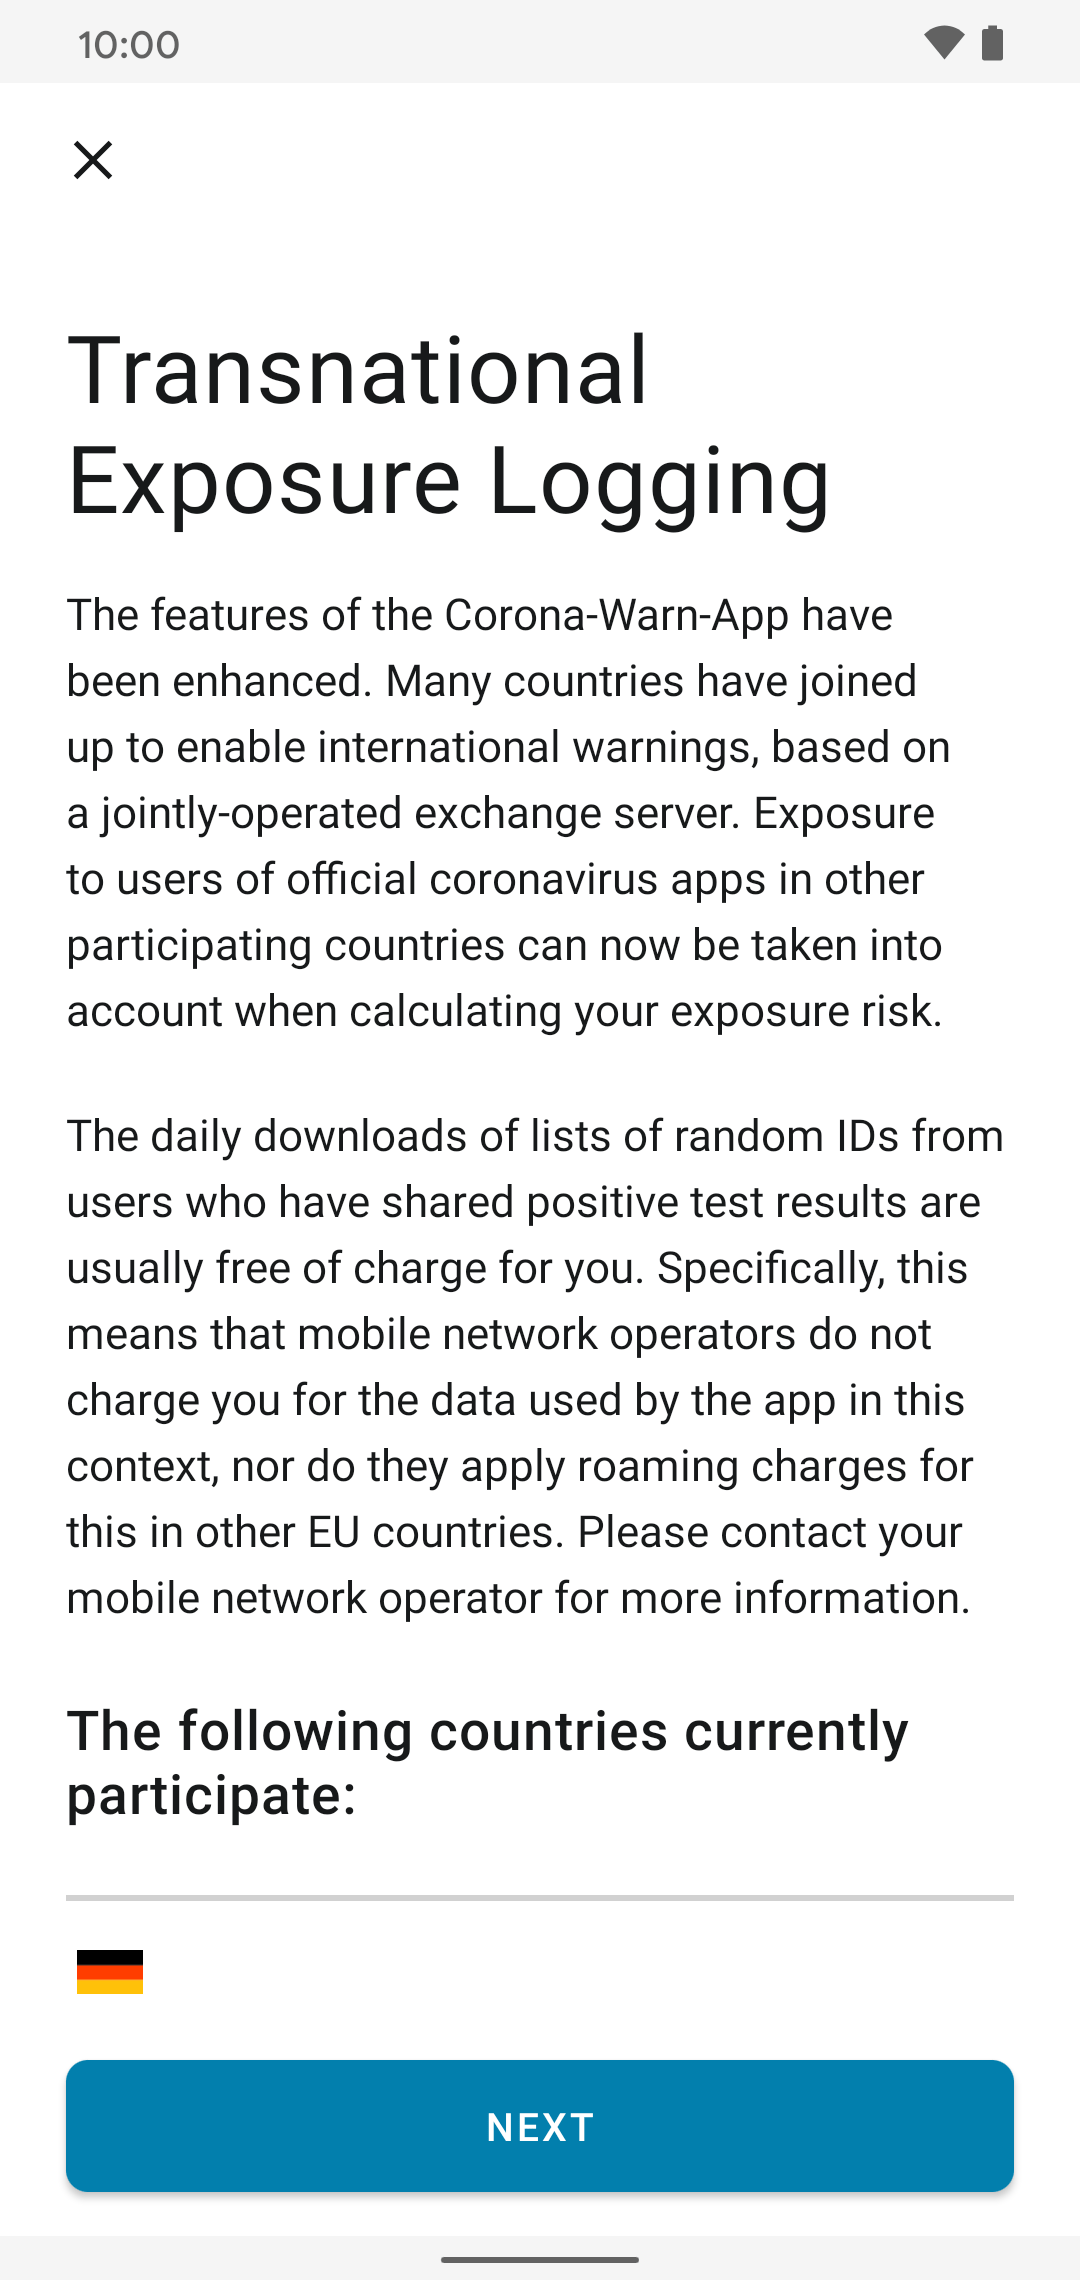 10:00
Transnational
Exposure Logging
The features of the Corona-Warn-App have
been enhanced. Many countries have joined
up to enable international warnings, based on
a jointly-operated exchange server. Exposure
to users of official coronavirus apps in other
participating countries can now be taken into
account when calculating your exposure risk.
The daily downloads of lists of random IDs from
users who have shared positive test results are
usually free of charge for you. Specifically, this
means that mobile network operators do not
charge you for the data used by the app in this
context, nor do they apply roaming charges for
this in other EU countries. Please contact your
mobile network operator for more information.
The following countries currently
participate:
NEXT